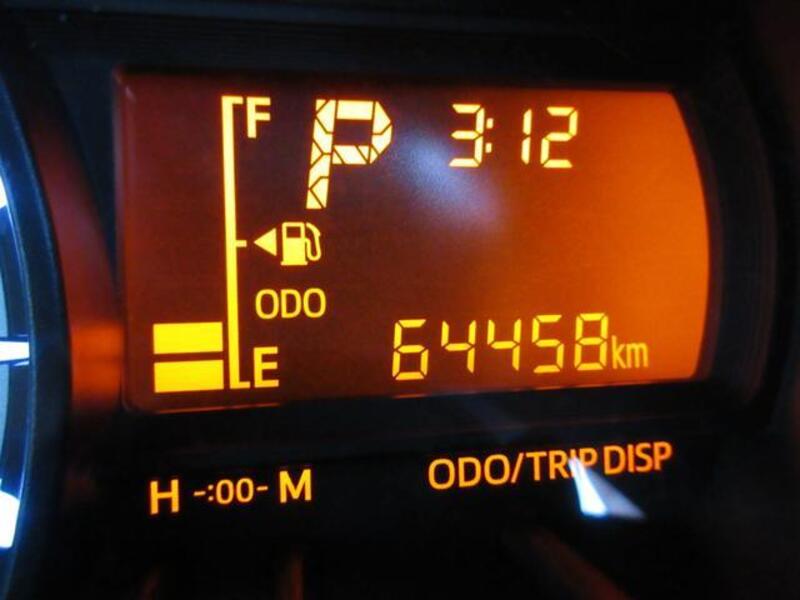 F P 3:12
ODO
E 64458km
H -:00- M ODO/TRIP DISP